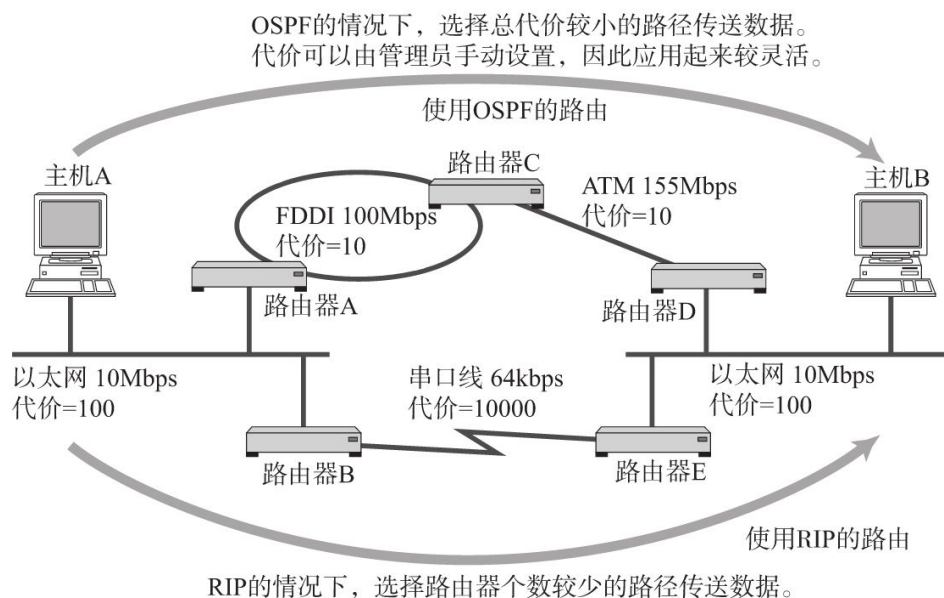 OSPF的情况下，选择总代价较小的路径传送数据。
代价可以由管理员手动设置，因此应用起来较灵活。
使用OSPF的路由
主机A
路由器C
ATM 155Mbps
代价=10
主机B
FDDI 100Mbps
代价=10
路由器A
路由器D
以太网 10Mbps
代价=100
串口线 64kbps
代价=10000
以太网 10Mbps
代价=100
路由器B
路由器E
使用RIP的路由
RIP的情况下，选择路由器个数较少的路径传送数据。